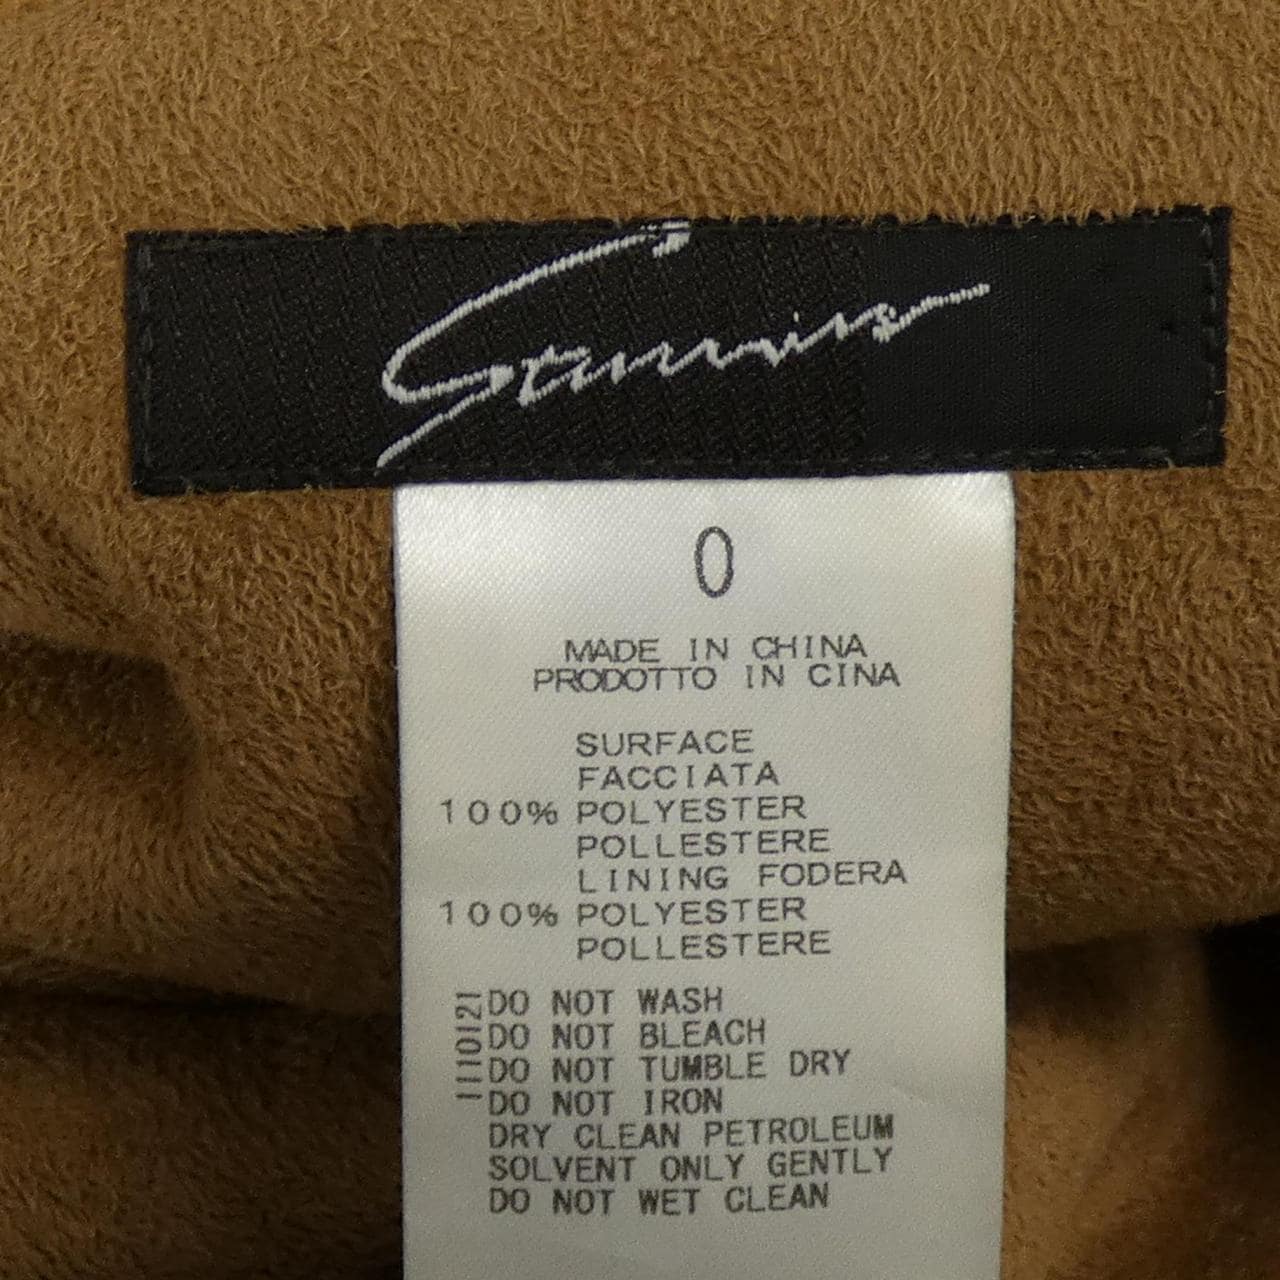 0
MADE IN CHINA
PRODOTTO IN CINA
SURFACE
FACCIATA
100% POLYESTER
POLLESTERE
LINING FODERA
100% POLYESTER
POLLESTERE
DO NOT WASH
DO NOT BLEACH
DO NOT TUMBLE DRY
DO NOT IRON
DRY CLEAN PETROLEUM
SOLVENT ONLY GENTLY
DO NOT WET CLEAN
1110121